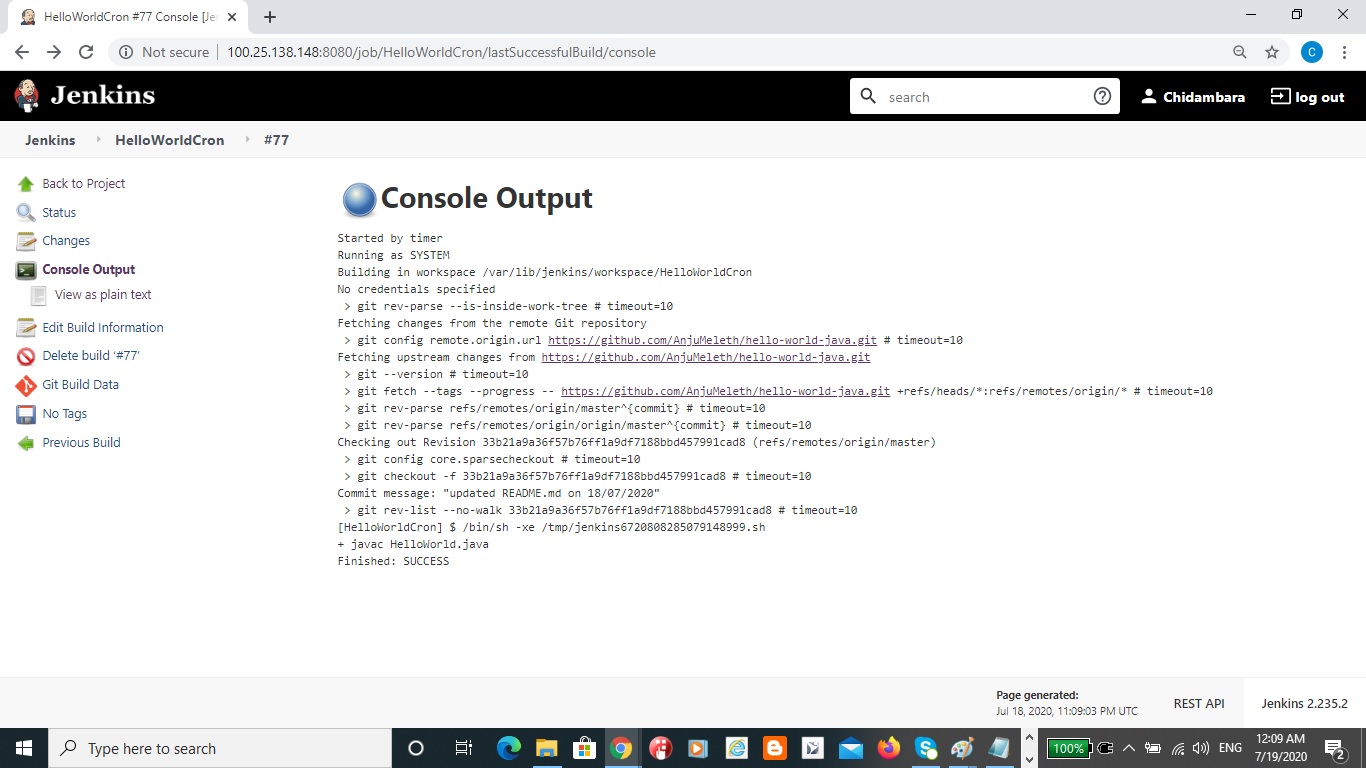 HelloWorldCron #77 Console [Je
Not secure
100.25.138.148:8080/job/HelloWorldCron/lastSuccessfulBuild/console
C
Jenkins
search
Chidambara
log out
Jenkins
HelloWorldCron
#77
Back to Project
Status
Changes
Console Output
View as plain text
Edit Build Information
Delete build ‘#77’
Git Build Data
No Tags
Previous Build
Console Output
Started by timer
Running as SYSTEM
Building in workspace /var/lib/jenkins/workspace/HelloWorldCron
No credentials specified
> git rev-parse --is-inside-work-tree # timeout=10
Fetching changes from the remote Git repository
> git config remote.origin.url https://github.com/AnjuMeleth/hello-world-java.git # timeout=10
Fetching upstream changes from https://github.com/AnjuMeleth/hello-world-java.git
> git --version # timeout=10
> git fetch --tags --progress -- https://github.com/AnjuMeleth/hello-world-java.git +refs/heads/*:refs/remotes/origin/* # timeout=10
> git rev-parse refs/remotes/origin/master^{commit} # timeout=10
> git rev-parse refs/remotes/origin/origin/master^{commit} # timeout=10
Checking out Revision 33b21a9a36f57b76ff1a9df7188bbd457991cad8 (refs/remotes/origin/master)
> git config core.sparsecheckout # timeout=10
> git checkout -f 33b21a9a36f57b76ff1a9df7188bbd457991cad8 # timeout=10
Commit message: "updated README.md on 18/07/2020"
> git rev-list --no-walk 33b21a9a36f57b76ff1a9df7188bbd457991cad8 # timeout=10
[HelloWorldCron] $ /bin/sh -xe /tmp/jenkins6720808285079148999.sh
+ javac HelloWorld.java
Finished: SUCCESS
Page generated:
Jul 18, 2020, 11:09:03 PM UTC
REST API
Jenkins 2.235.2
Type here to search
100%
ENG
12:09 AM
7/19/2020
2